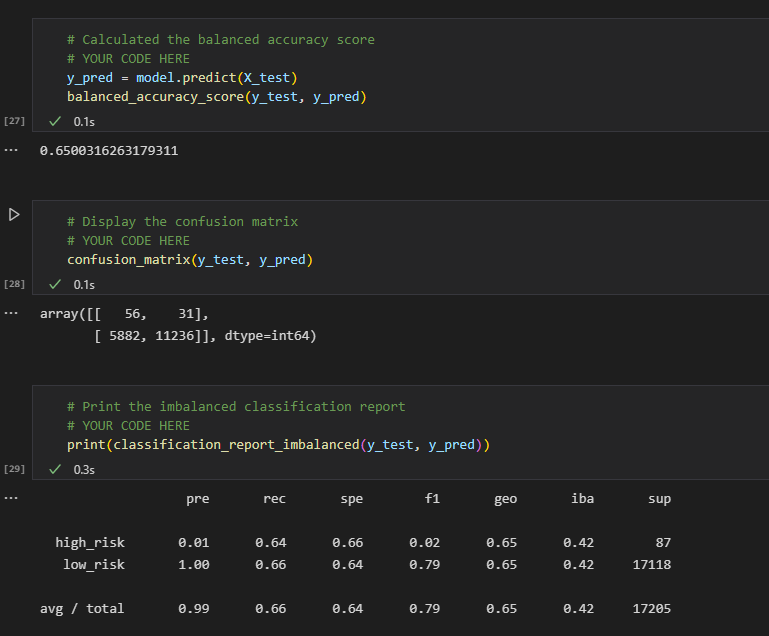 # Calculated the balanced accuracy score
# YOUR CODE HERE
y_pred = model.predict(X_test)
balanced_accuracy_score(y_test, y_pred)
[27] ✓ 0.1s
... 0.6500316263179311
# Display the confusion matrix
# YOUR CODE HERE
confusion_matrix(y_test, y_pred)
[28] ✓ 0.1s
... array([[   56,    31],
       [ 5882, 11236]], dtype=int64)
# Print the imbalanced classification report
# YOUR CODE HERE
print(classification_report_imbalanced(y_test, y_pred))
[29] ✓ 0.3s
...                   pre       rec       spe        f1       geo       iba       sup
  high_risk       0.01      0.64      0.66      0.02      0.65      0.42        87
   low_risk       1.00      0.66      0.64      0.79      0.65      0.42     17118
avg / total       0.99      0.66      0.64      0.79      0.65      0.42     17205